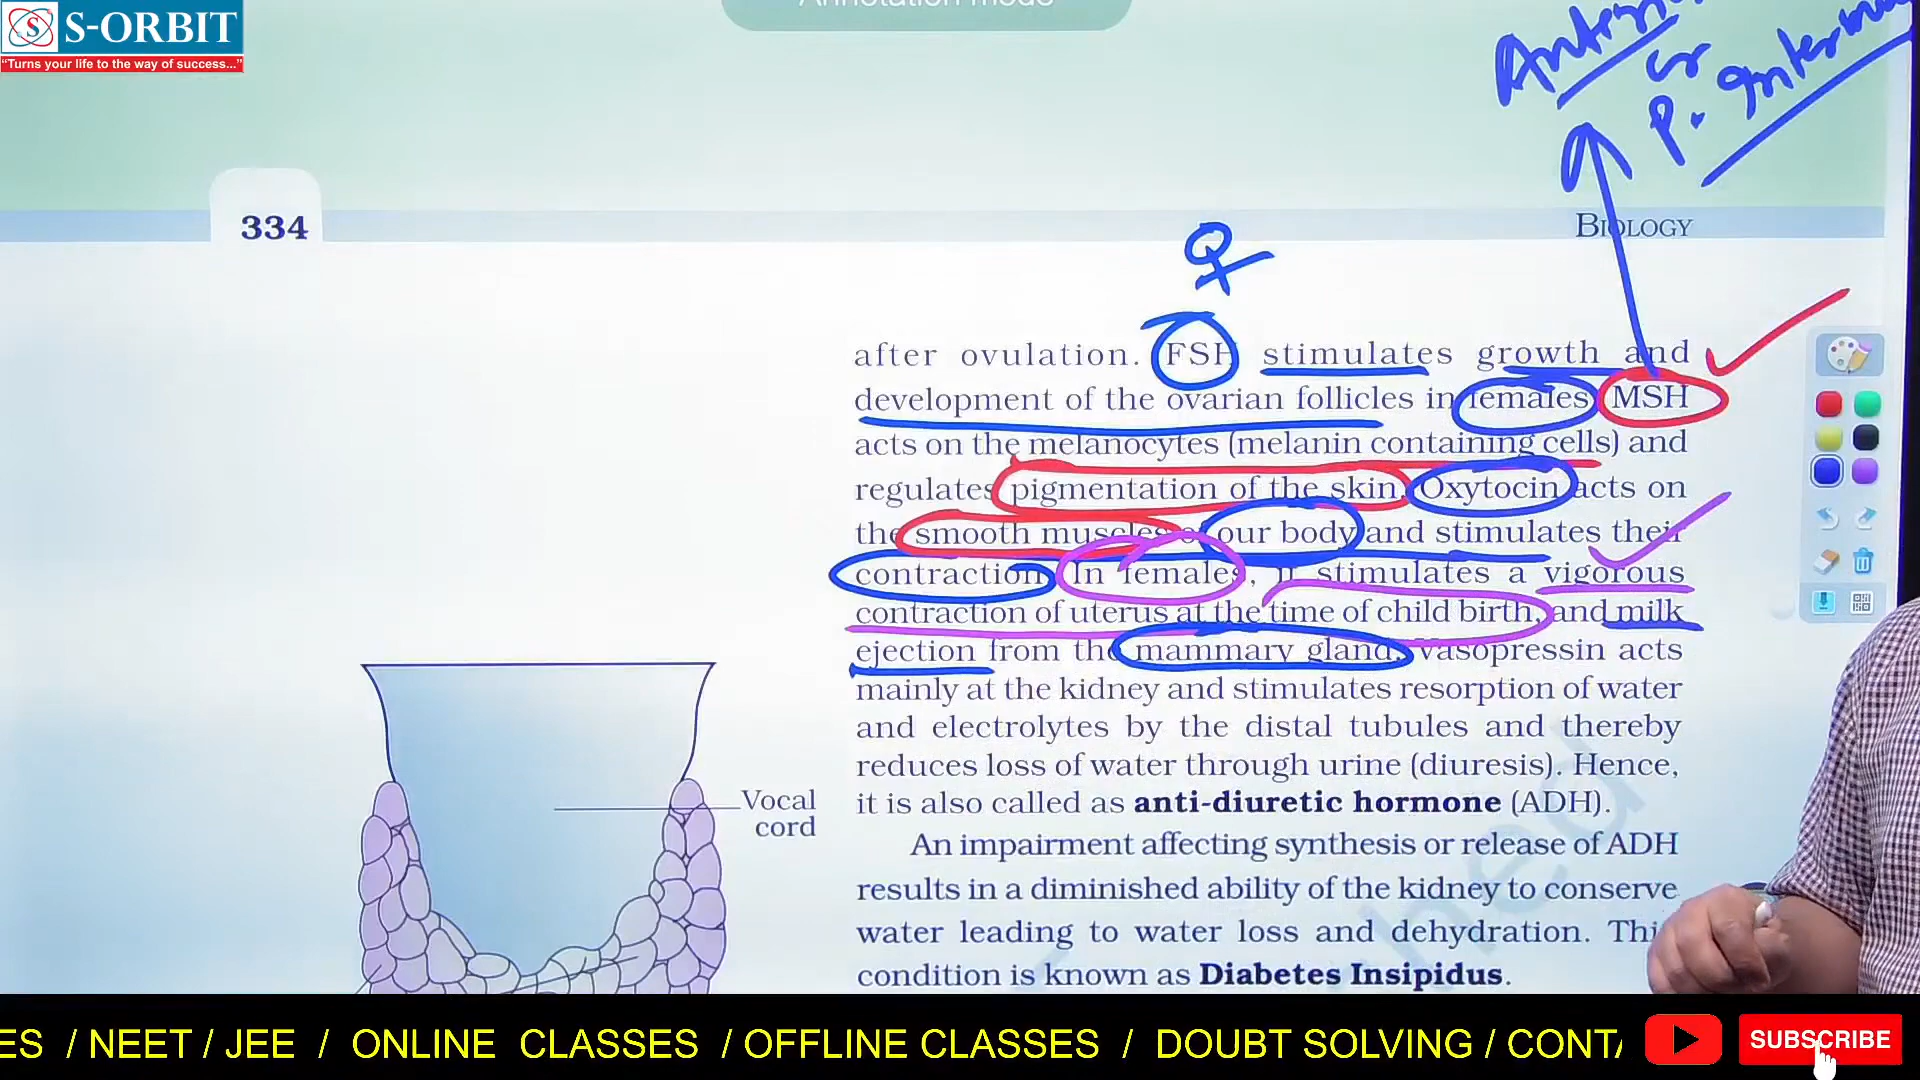 Annotation mode
S-ORBIT
"Turns your life to the way of success..."
or
P.
334
BIOLOGY
♀
after ovulation. FSH stimulates growth and
development of the ovarian follicles in females MSH
acts on the melanocytes (melanin containing cells) and
regulates pigmentation of the skin. Oxytocin acts on
the smooth muscles of our body and stimulates their
contraction. In females, it stimulates a vigorous
contraction of uterus at the time of child birth, and milk
ejection from the mammary gland. Vasopressin acts
mainly at the kidney and stimulates resorption of water
and electrolytes by the distal tubules and thereby
reduces loss of water through urine (diuresis). Hence,
it is also called as anti-diuretic hormone (ADH).
An impairment affecting synthesis or release of ADH
results in a diminished ability of the kidney to conserve
water leading to water loss and dehydration. This
condition is known as Diabetes Insipidus.
Vocal
cord
ES / NEET / JEE / ONLINE CLASSES / OFFLINE CLASSES / DOUBT SOLVING / CONTA
SUBSCRIBE